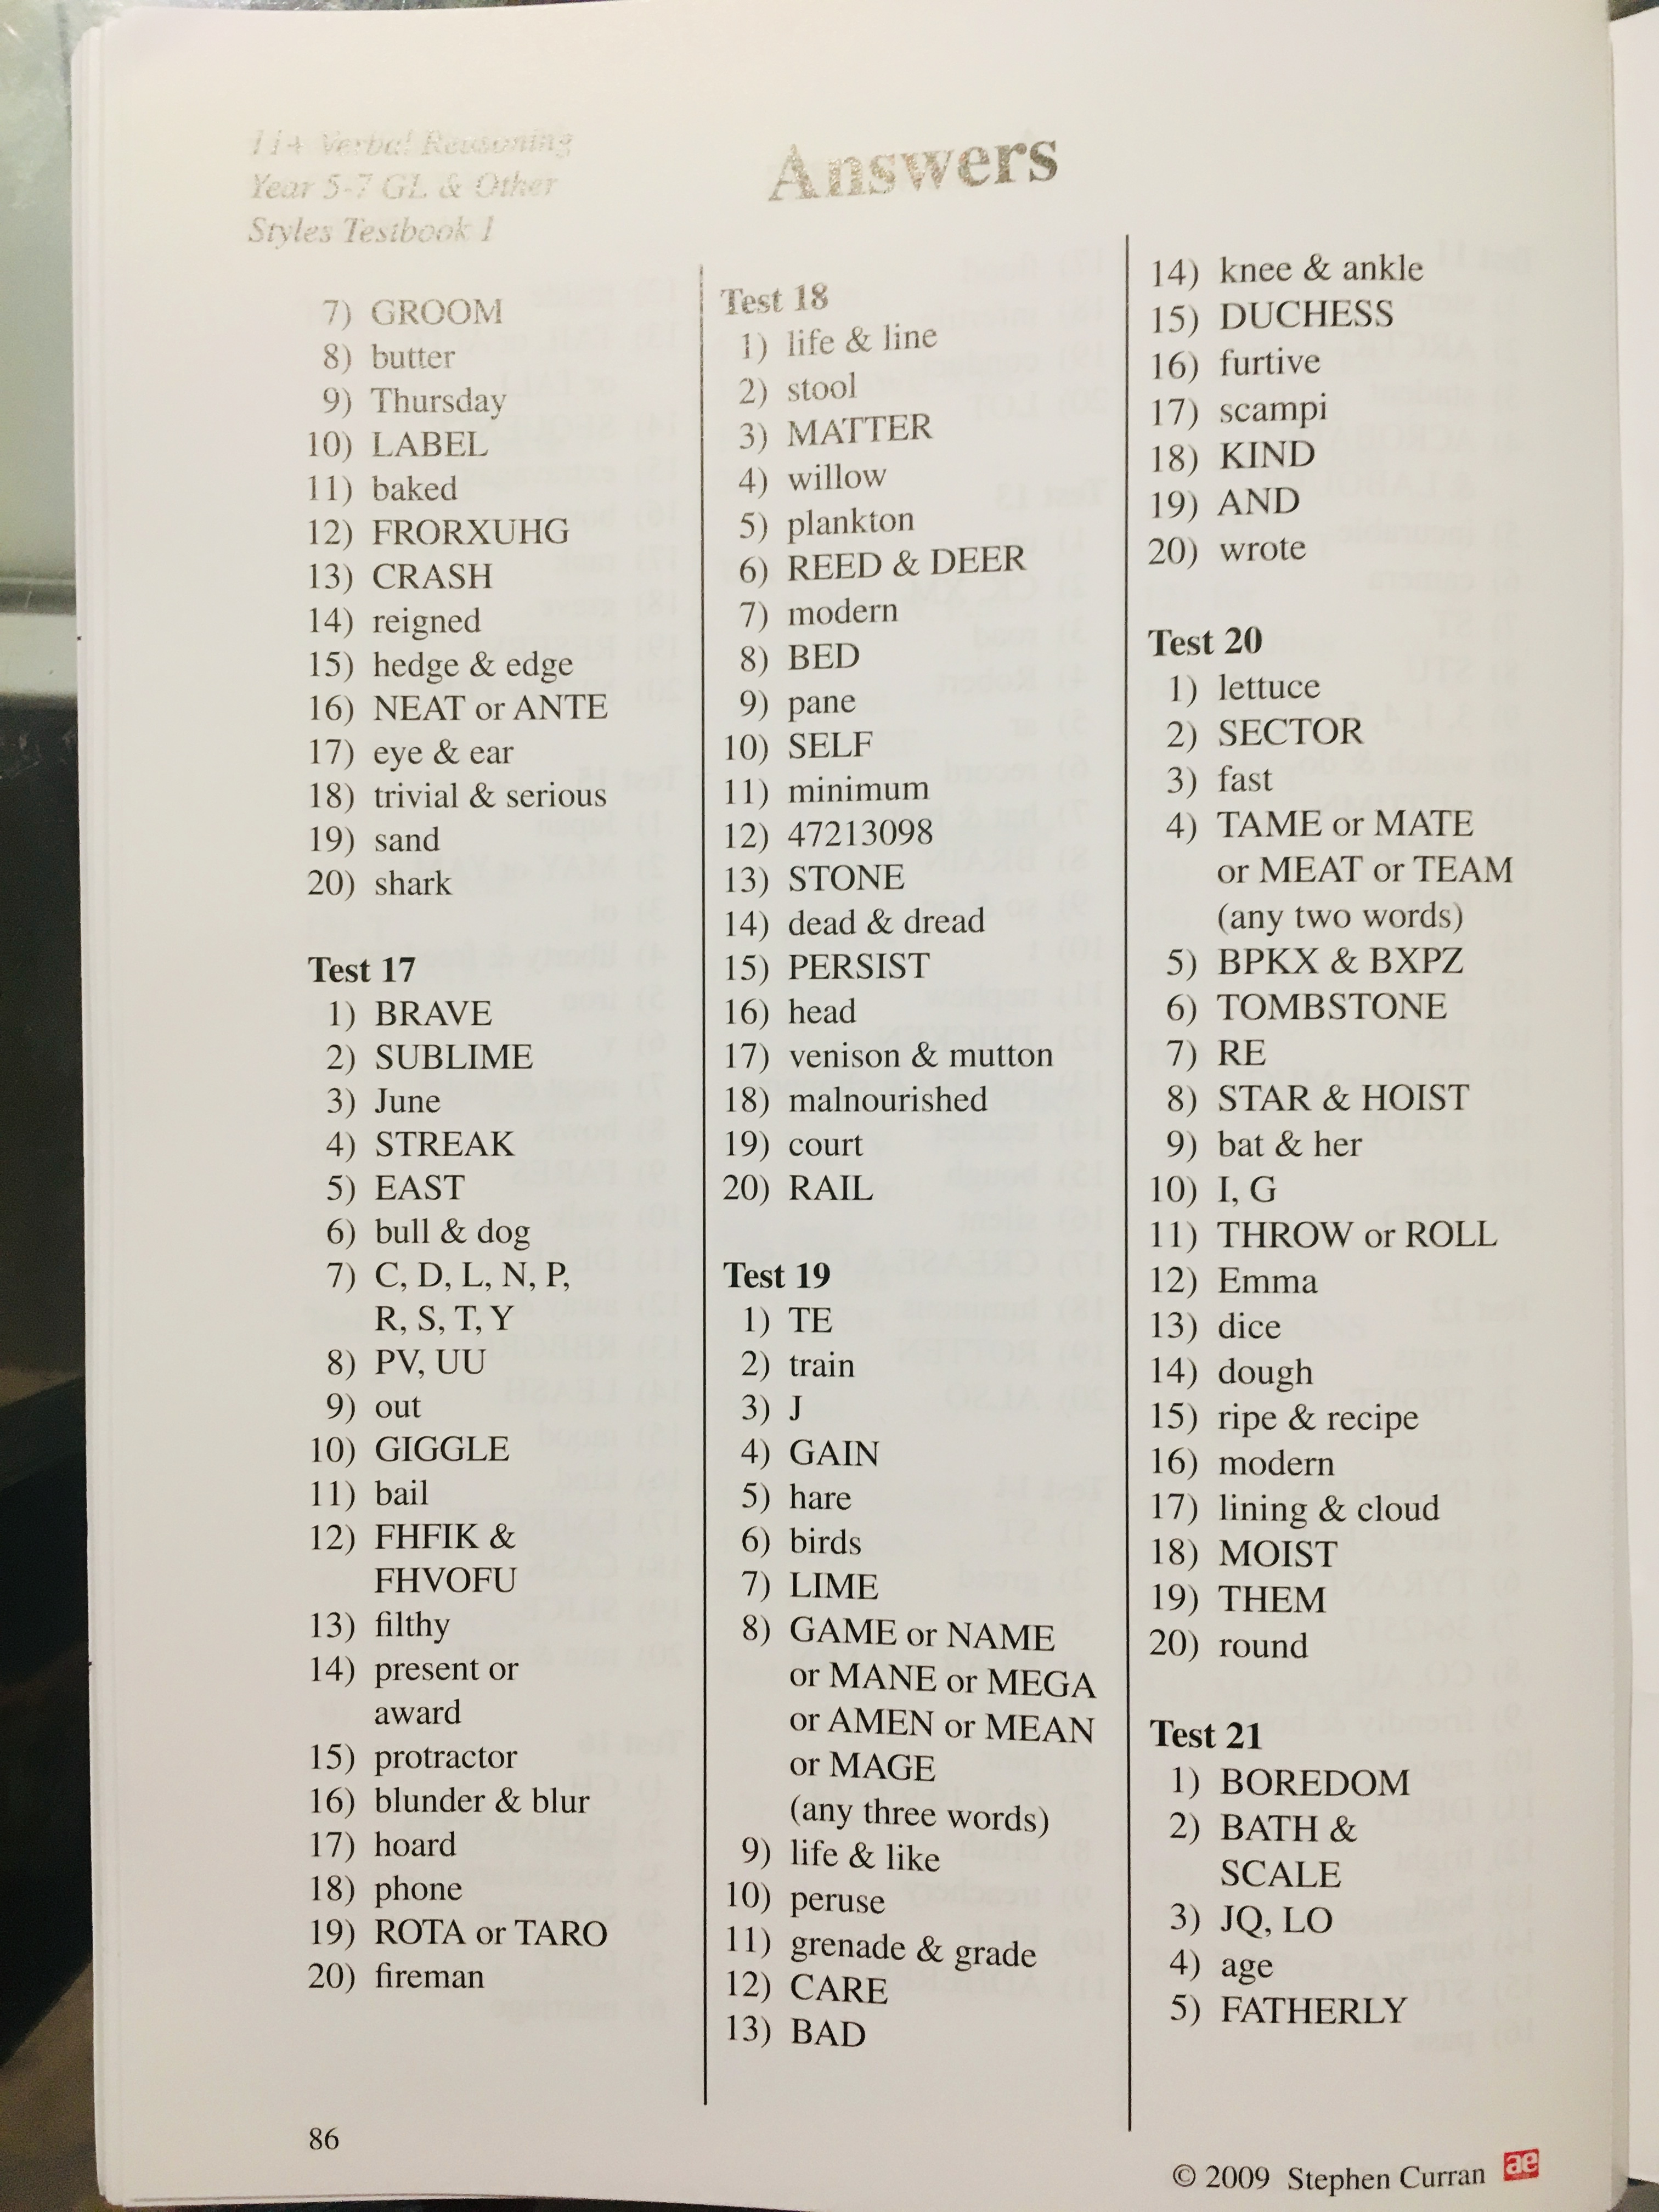 11+ Verbal Reasoning
Year 5-7 GL & Other
Styles Testbook 1
Answers
7) GROOM
8) butter
9) Thursday
10) LABEL
11) baked
12) FRORXUHG
13) CRASH
14) reigned
15) hedge & edge
16) NEAT or ANTE
17) eye & ear
18) trivial & serious
19) sand
20) shark
Test 17
1) BRAVE
2) SUBLIME
3) June
4) STREAK
5) EAST
6) bull & dog
7) C, D, L, N, P,
R, S, T, Y
8) PV, UU
9) out
10) GIGGLE
11) bail
12) FHFIK &
FHVOFU
13) filthy
14) present or
award
15) protractor
16) blunder & blur
17) hoard
18) phone
19) ROTA or TARO
20) fireman
Test 18
1) life & line
2) stool
3) MATTER
4) willow
5) plankton
6) REED & DEER
7) modern
8) BED
9) pane
10) SELF
11) minimum
12) 47213098
13) STONE
14) dead & dread
15) PERSIST
16) head
17) venison & mutton
18) malnourished
19) court
20) RAIL
Test 19
1) TE
2) train
3) J
4) GAIN
5) hare
6) birds
7) LIME
8) GAME or NAME
or MANE or MEGA
or AMEN or MEAN
or MAGE
(any three words)
9) life & like
10) peruse
11) grenade & grade
12) CARE
13) BAD
14) knee & ankle
15) DUCHESS
16) furtive
17) scampi
18) KIND
19) AND
20) wrote
Test 20
1) lettuce
2) SECTOR
3) fast
4) TAME or MATE
or MEAT or TEAM
(any two words)
5) BPKX & BXPZ
6) TOMBSTONE
7) RE
8) STAR & HOIST
9) bat & her
10) I, G
11) THROW or ROLL
12) Emma
13) dice
14) dough
15) ripe & recipe
16) modern
17) lining & cloud
18) MOIST
19) THEM
20) round
Test 21
1) BOREDOM
2) BATH &
SCALE
3) JQ, LO
4) age
5) FATHERLY
86
© 2009 Stephen Curran
ae